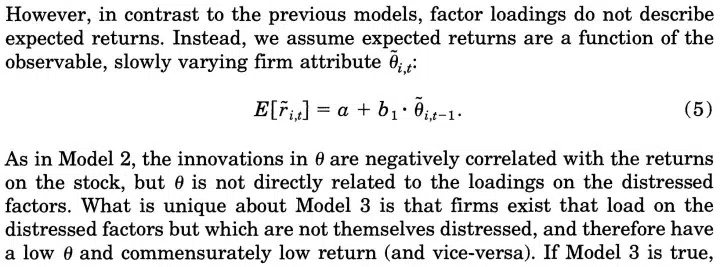 However, in contrast to the previous models, factor loadings do not describe
expected returns. Instead, we assume expected returns are a function of the
observable, slowly varying firm attribute θ̃i,t:
E[r̃i,t] = a + b1 · θ̃i,t−1. (5)
As in Model 2, the innovations in θ are negatively correlated with the returns
on the stock, but θ is not directly related to the loadings on the distressed
factors. What is unique about Model 3 is that firms exist that load on the
distressed factors but which are not themselves distressed, and therefore have
a low θ and commensurately low return (and vice-versa). If Model 3 is true,